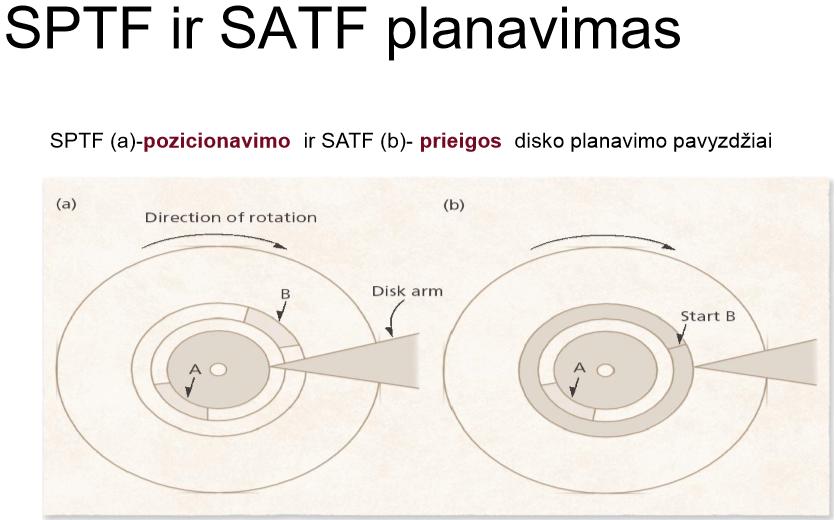 SPTF ir SATF planavimas
SPTF (a)-pozicionavimo ir SATF (b)- prieigos disko planavimo pavyzdžiai
(a)
Direction of rotation
B
Disk arm
A
(b)
Start B
A